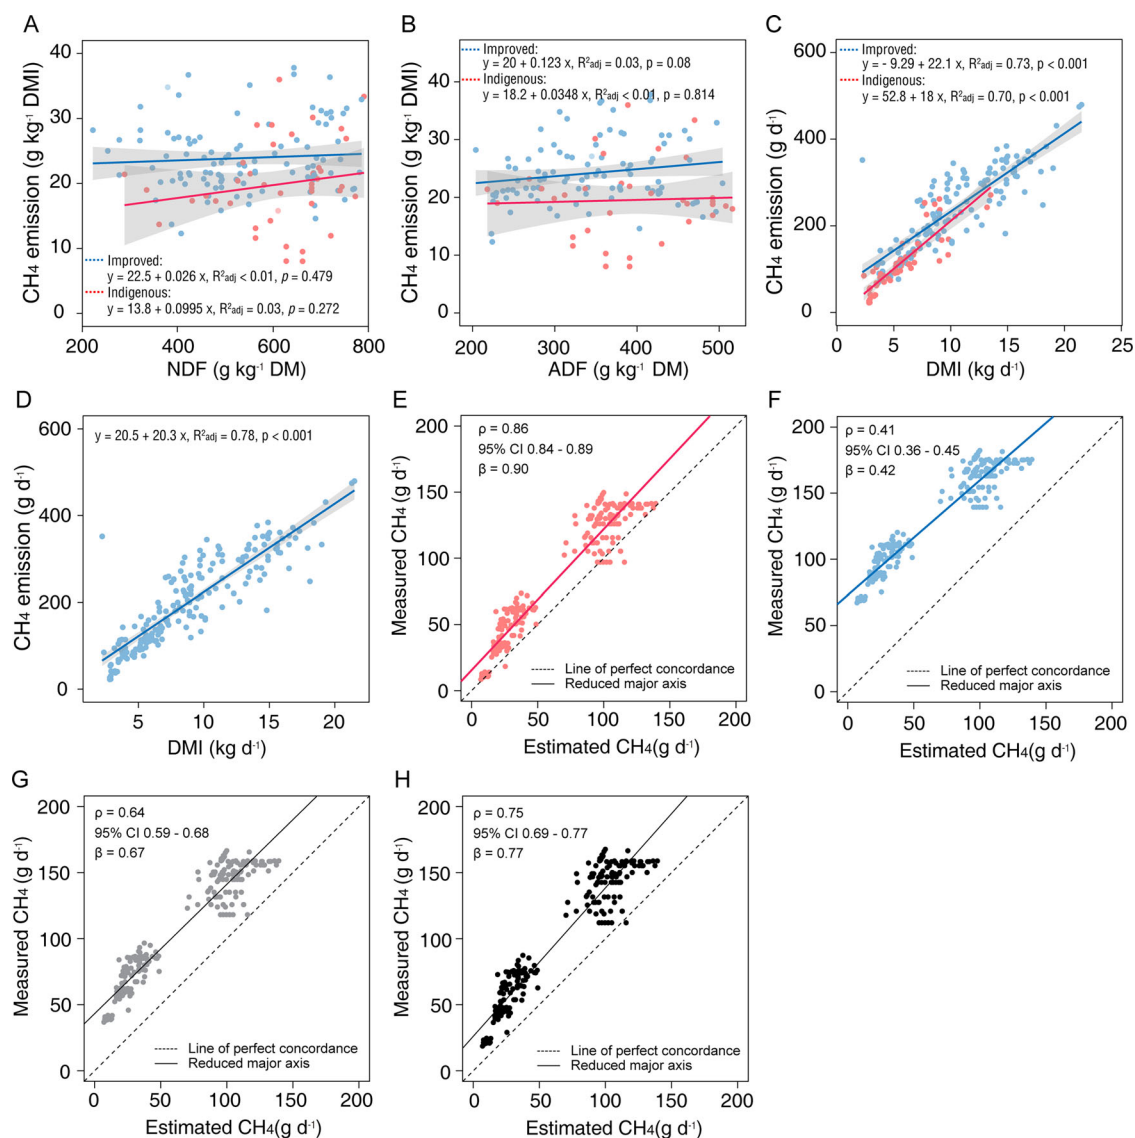 A
CH₄ emission (g kg⁻¹ DMI)
40
30
20
10
0
Improved:
y = 22.5 + 0.026 x, R²adj < 0.01, p = 0.479
Indigenous:
y = 13.8 + 0.0995 x, R²adj = 0.03, p = 0.272
200
400
600
800
NDF (g kg⁻¹ DM)
B
Improved:
y = 20 + 0.123 x, R²adj = 0.03, p = 0.08
Indigenous:
y = 18.2 + 0.0348 x, R²adj < 0.01, p = 0.814
CH₄ emission (g kg⁻¹ DMI)
40
30
20
10
0
200
300
400
500
ADF (g kg⁻¹ DM)
C
Improved:
y = - 9.29 + 22.1 x, R²adj = 0.73, p < 0.001
Indigenous:
y = 52.8 + 18 x, R²adj = 0.70, p < 0.001
CH₄ emission (g d⁻¹)
600
400
200
0
0
5
10
15
20
25
DMI (kg d⁻¹)
D
y = 20.5 + 20.3 x, R²adj = 0.78, p < 0.001
CH₄ emission (g d⁻¹)
600
400
200
0
5
10
15
20
DMI (kg d⁻¹)
E
ρ = 0.86
95% CI 0.84 - 0.89
β = 0.90
Measured CH₄ (g d⁻¹)
200
150
100
50
0
Line of perfect concordance
Reduced major axis
0
50
100
150
200
Estimated CH₄(g d⁻¹)
F
ρ = 0.41
95% CI 0.36 - 0.45
β = 0.42
Measured CH₄ (g d⁻¹)
200
150
100
50
0
Line of perfect concordance
Reduced major axis
0
50
100
150
200
Estimated CH₄(g d⁻¹)
G
ρ = 0.64
95% CI 0.59 - 0.68
β = 0.67
Measured CH₄ (g d⁻¹)
200
150
100
50
0
Line of perfect concordance
Reduced major axis
0
50
100
150
200
Estimated CH₄(g d⁻¹)
H
ρ = 0.75
95% CI 0.69 - 0.77
β = 0.77
Measured CH₄ (g d⁻¹)
200
150
100
50
0
Line of perfect concordance
Reduced major axis
0
50
100
150
200
Estimated CH₄(g d⁻¹)